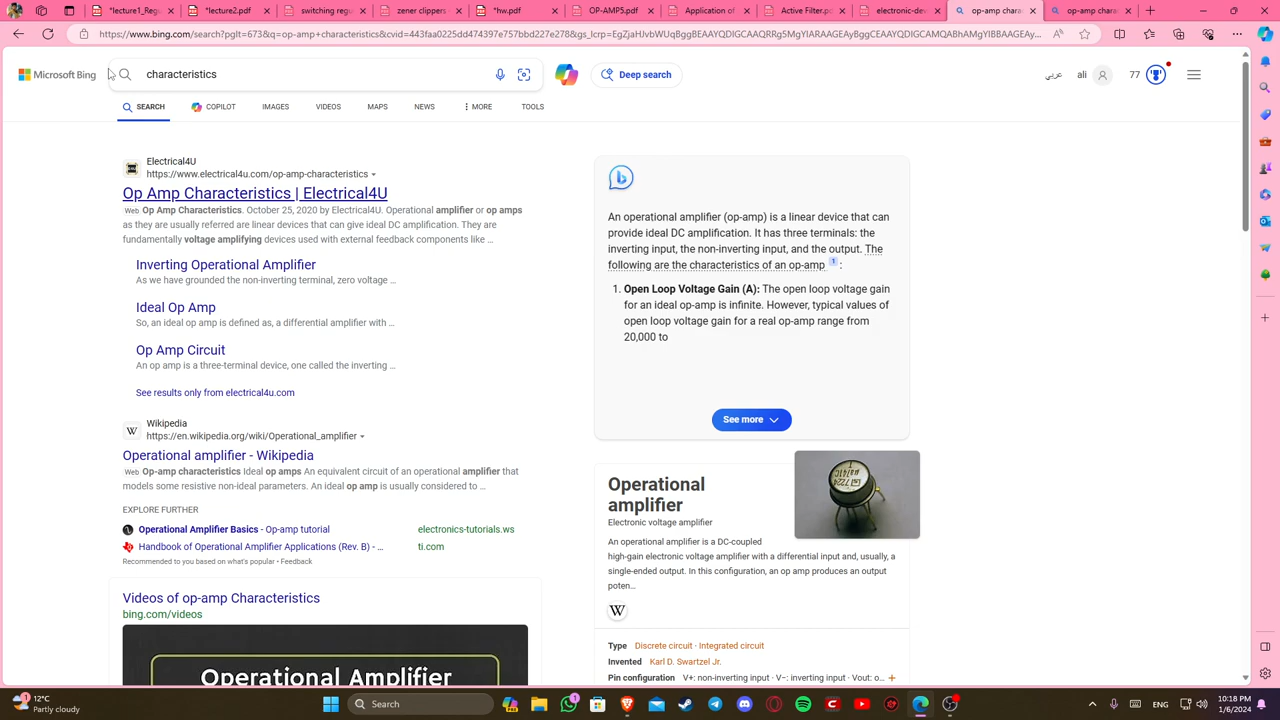 *characteristics1.pd
*lecture2.pdf
switching_regulat
zener clippers an
*hw.pdf
OP-AMP5.pdf
Application of Op
Active Filter.pdf
electronic-devices
op-amp character
op amp character
https://www.bing.com/search?pglt=673&q=op-amp+characteristics&cvid=443faa0225dd474397e757bbd227e278&gs_lcrp=EgZjaHJvbWUqBggBEAAYQDIGCAAQRRg5MgYIARAAGEAyBggCEAAYQDIGCAMQABhAMgYIBBAAGEAy...
Microsoft Bing
characteristics
Deep search
عربي
ali
77
SEARCH
COPILOT
IMAGES
VIDEOS
MAPS
NEWS
MORE
TOOLS
Electrical4U
https://www.electrical4u.com/op-amp-characteristics
Op Amp Characteristics | Electrical4U
Web Op Amp Characteristics. October 25, 2020 by Electrical4U. Operational amplifier or op amps
as they are usually referred are linear devices that can give ideal DC amplification. They are
fundamentally voltage amplifying devices used with external feedback components like ...
Inverting Operational Amplifier
As we have grounded the non-inverting terminal, zero voltage ...
Ideal Op Amp
So, an ideal op amp is defined as, a differential amplifier with ...
Op Amp Circuit
An op amp is a three-terminal device, one called the inverting ...
See results only from electrical4u.com
W
Wikipedia
https://en.wikipedia.org/wiki/Operational_amplifier
Operational amplifier - Wikipedia
Web Op-amp characteristics Ideal op amps An equivalent circuit of an operational amplifier that
models some resistive non-ideal parameters. An ideal op amp is usually considered to ...
EXPLORE FURTHER
Operational Amplifier Basics - Op-amp tutorial
electronics-tutorials.ws
Handbook of Operational Amplifier Applications (Rev. B) - ...
ti.com
Recommended to you based on what's popular • Feedback
Videos of op-amp Characteristics
bing.com/videos
Operational Amplifier
An operational amplifier (op-amp) is a linear device that can
provide ideal DC amplification. It has three terminals: the
inverting input, the non-inverting input, and the output. The
following are the characteristics of an op-amp 1 :
1. Open Loop Voltage Gain (A): The open loop voltage gain
for an ideal op-amp is infinite. However, typical values of
open loop voltage gain for a real op-amp range from
20,000 to
See more
Operational
amplifier
Electronic voltage amplifier
An operational amplifier is a DC-coupled
high-gain electronic voltage amplifier with a differential input and, usually, a
single-ended output. In this configuration, an op amp produces an output
poten...
W
Type Discrete circuit · Integrated circuit
Invented Karl D. Swartzel Jr.
Pin configuration V+: non-inverting input · V−: inverting input · Vout: o...
12°C
Partly cloudy
Search
1
ENG
10:18 PM
1/6/2024